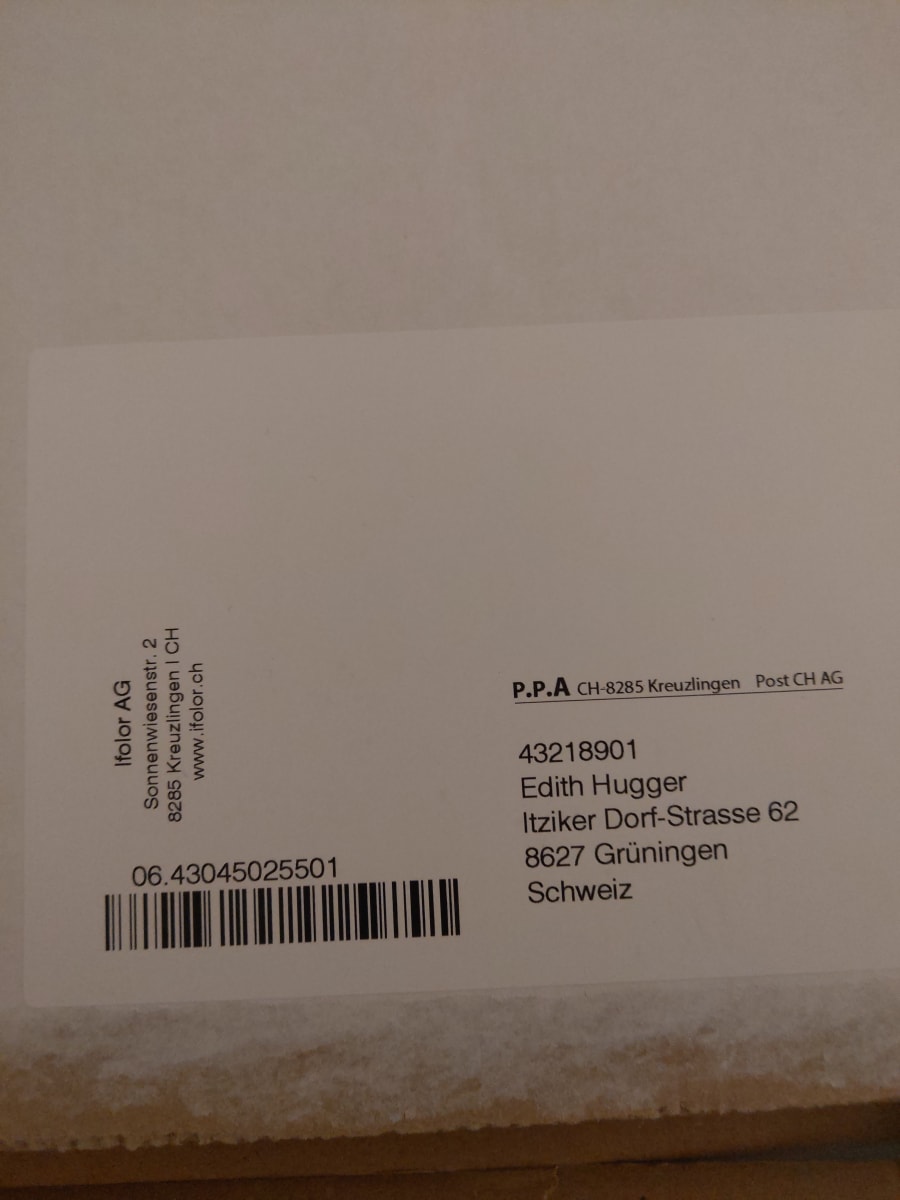 Ifolor AG
Sonnenwiesenstr. 2
8285 Kreuzlingen | CH
www.ifolor.ch
06.43045025501
P.P.A CH-8285 Kreuzlingen Post CH AG
43218901
Edith Hugger
Itziker Dorf-Strasse 62
8627 Grüningen
Schweiz